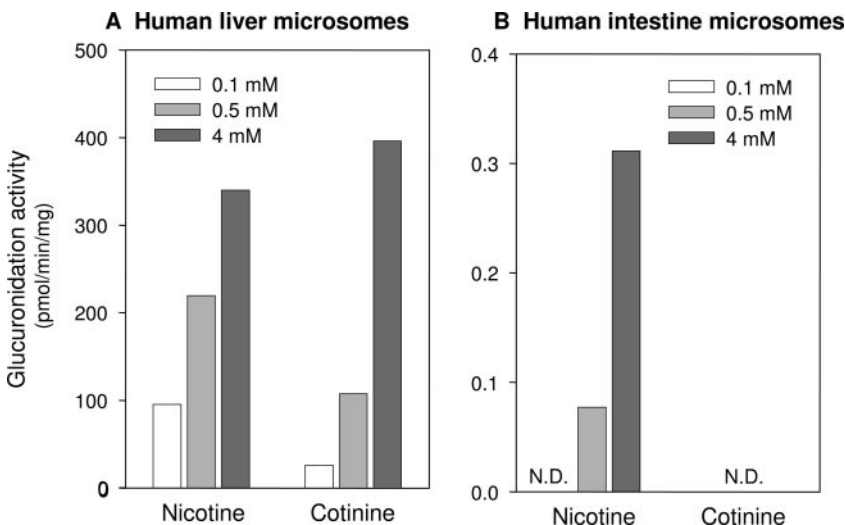 A Human liver microsomes
500
400
300
200
100
0
Glucuronidation activity
(pmol/min/mg)
0.1 mM
0.5 mM
4 mM
Nicotine Cotinine
B Human intestine microsomes
0.4
0.3
0.2
0.1
0.0
0.1 mM
0.5 mM
4 mM
N.D. N.D.
Nicotine Cotinine